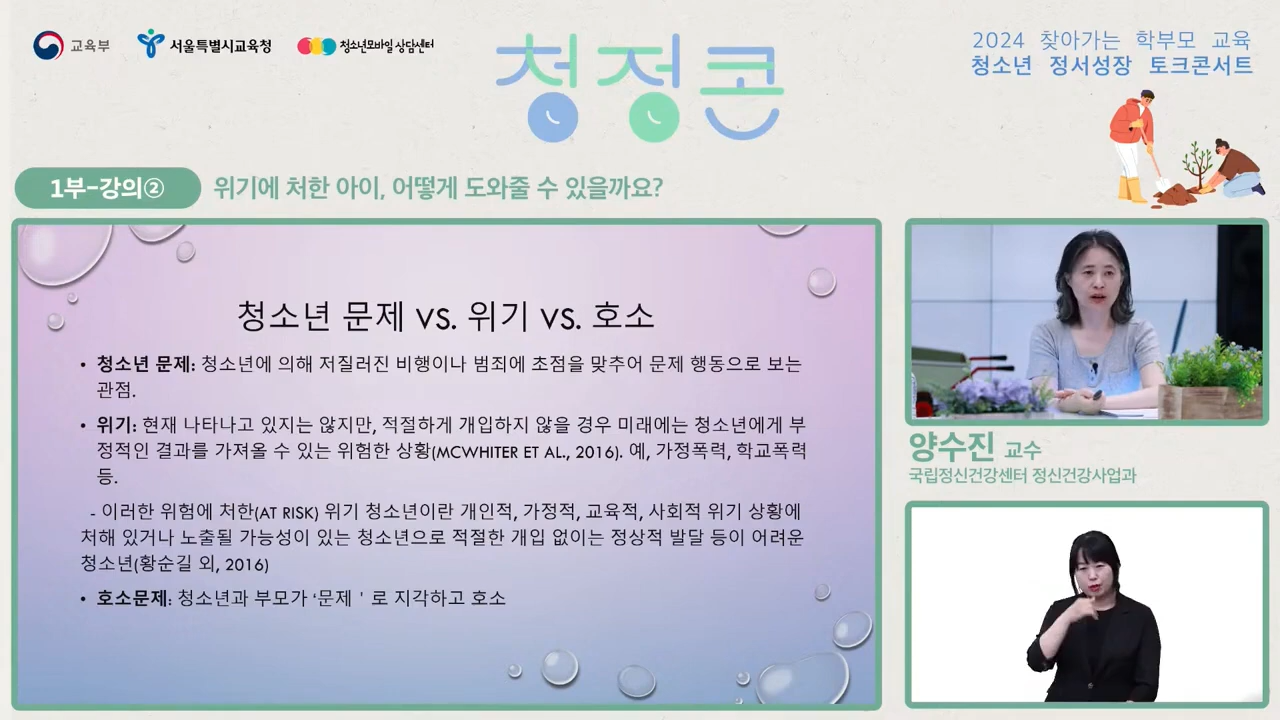 교육부
서울특별시교육청
청소년모바일 상담센터
청정콘
2024 찾아가는 학부모 교육
청소년 정서성장 토크콘서트
1부-강의② 위기에 처한 아이, 어떻게 도와줄 수 있을까요?
청소년 문제 vs. 위기 vs. 호소
• 청소년 문제: 청소년에 의해 저질러진 비행이나 범죄에 초점을 맞추어 문제 행동으로 보는
관점.
• 위기: 현재 나타나고 있지는 않지만, 적절하게 개입하지 않을 경우 미래에는 청소년에게 부
정적인 결과를 가져올 수 있는 위험한 상황(MCWHITER ET AL., 2016). 예, 가정폭력, 학교폭력
등.
- 이러한 위험에 처한(AT RISK) 위기 청소년이란 개인적, 가정적, 교육적, 사회적 위기 상황에
처해 있거나 노출될 가능성이 있는 청소년으로 적절한 개입 없이는 정상적 발달 등이 어려운
청소년(황순길 외, 2016)
• 호소문제: 청소년과 부모가 ‘문제 ' 로 지각하고 호소
양수진 교수
국립정신건강센터 정신건강사업과